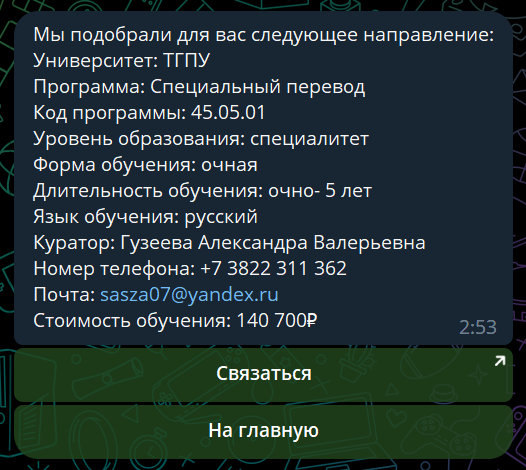 Мы подобрали для вас следующее направление:
Университет: ТГПУ
Программа: Специальный перевод
Код программы: 45.05.01
Уровень образования: специалитет
Форма обучения: очная
Длительность обучения: очно- 5 лет
Язык обучения: русский
Куратор: Гузеева Александра Валерьевна
Номер телефона: +7 3822 311 362
Почта: sasza07@yandex.ru
Стоимость обучения: 140 700₽
2:53
Связаться
На главную